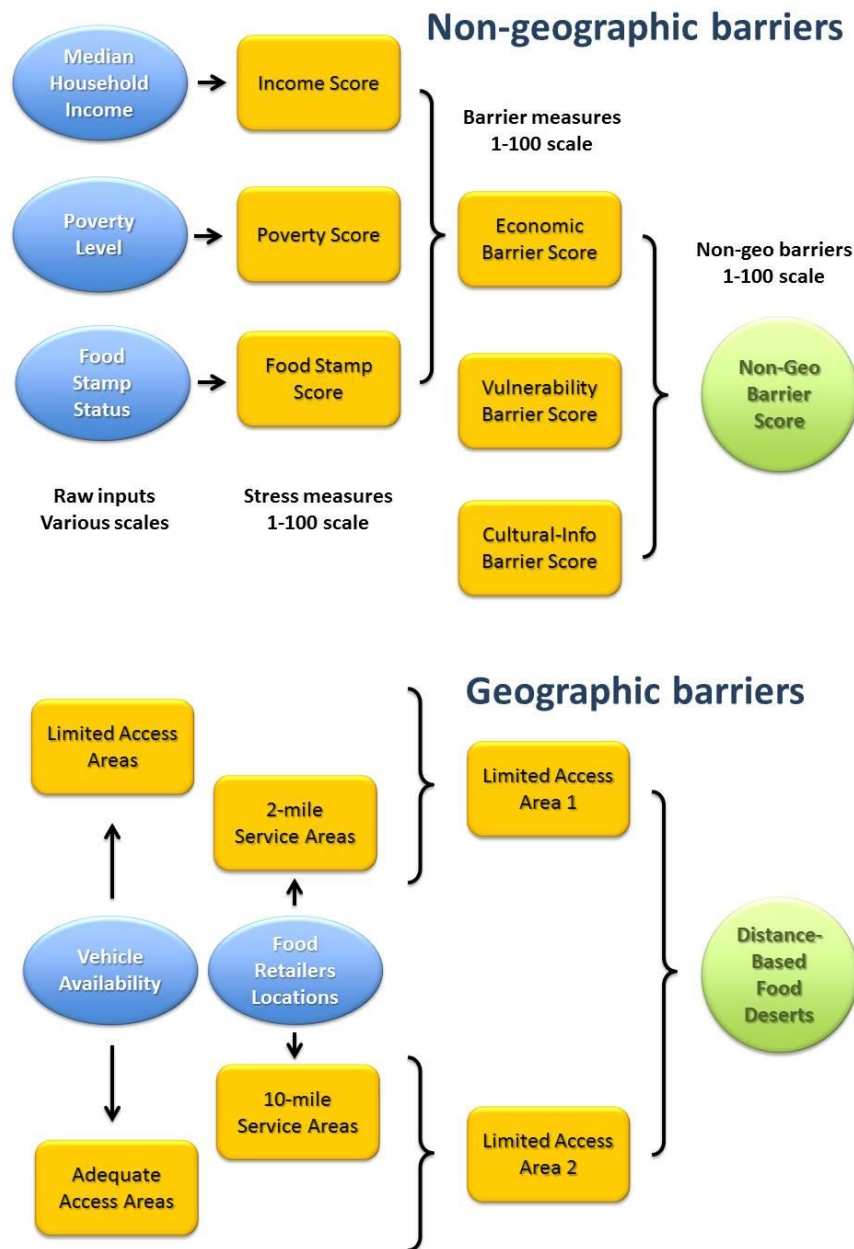 Non-geographic barriers
Median
Household
Income
Income Score
Barrier measures
1-100 scale
Poverty
Level
Poverty Score
Economic
Barrier Score
Non-geo barriers
1-100 scale
Food
Stamp
Status
Food Stamp
Score
Vulnerability
Barrier Score
Non-Geo
Barrier
Score
Raw inputs
Various scales
Stress measures
1-100 scale
Cultural-Info
Barrier Score
Geographic barriers
Limited Access
Areas
2-mile
Service Areas
Limited Access
Area 1
Vehicle
Availability
Food
Retailers
Locations
Distance-
Based
Food
Deserts
10-mile
Service Areas
Adequate
Access Areas
Limited Access
Area 2